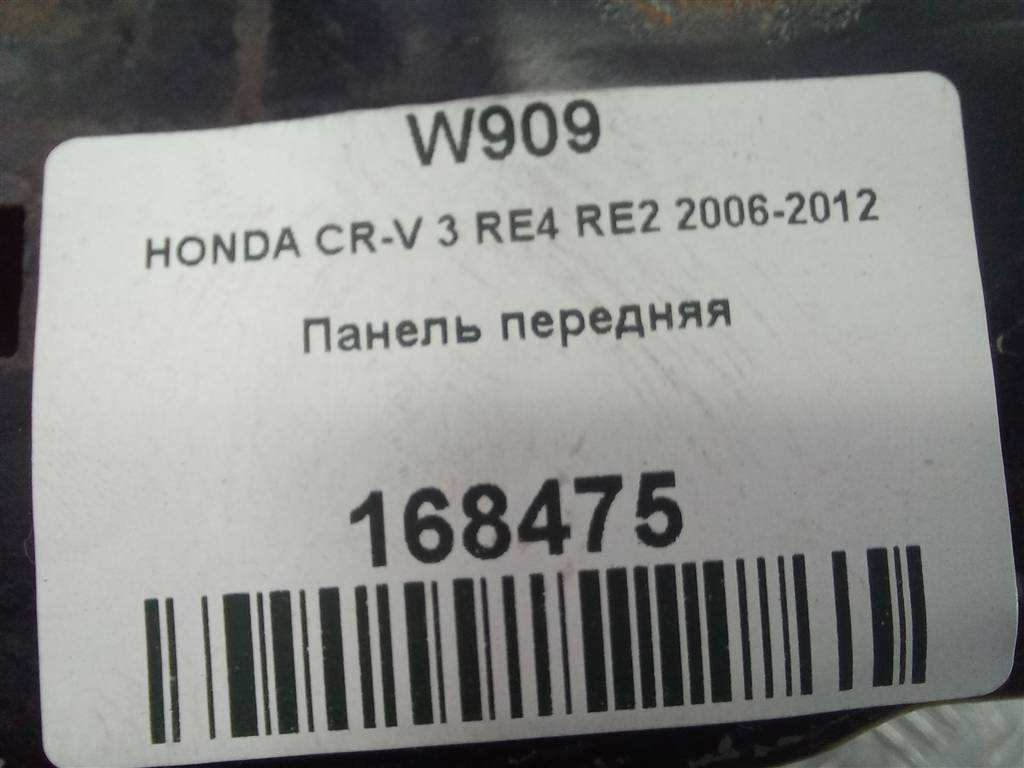 W909
HONDA CR-V 3 RE4 RE2 2006-2012
Панель передняя
168475